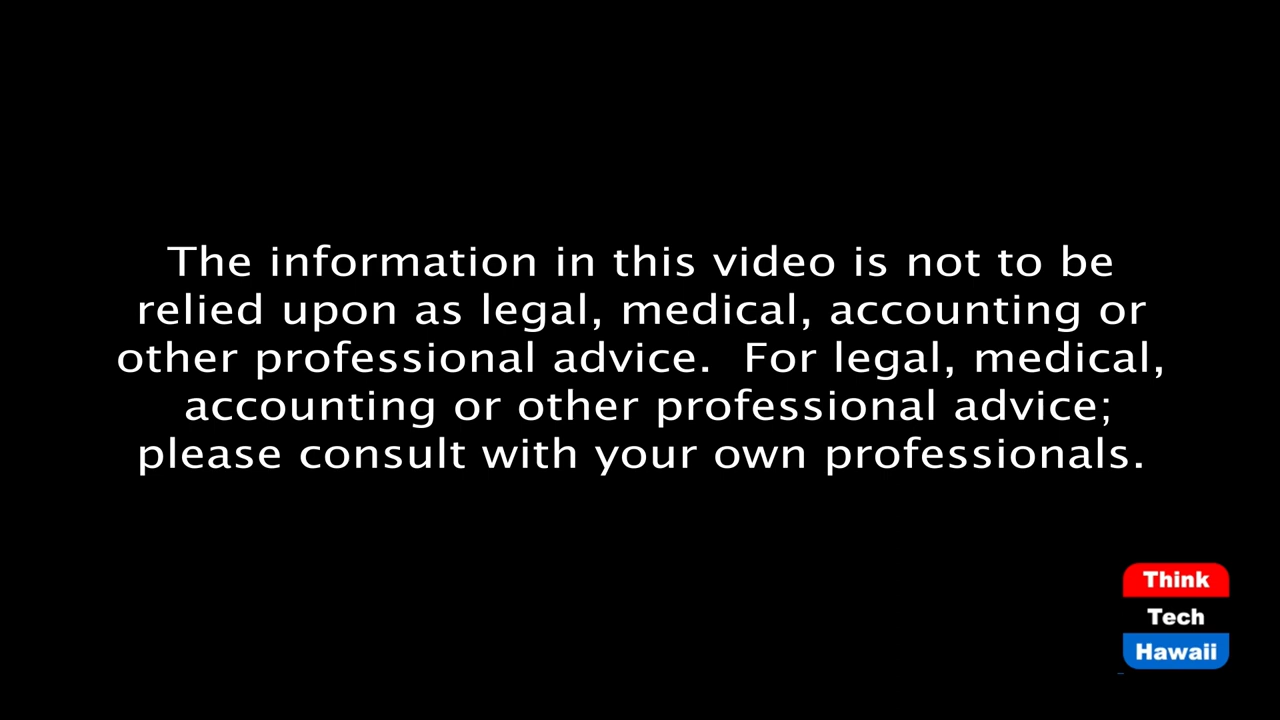 The information in this video is not to be
relied upon as legal, medical, accounting or
other professional advice.  For legal, medical,
accounting or other professional advice;
please consult with your own professionals.
Think
Tech
Hawaii